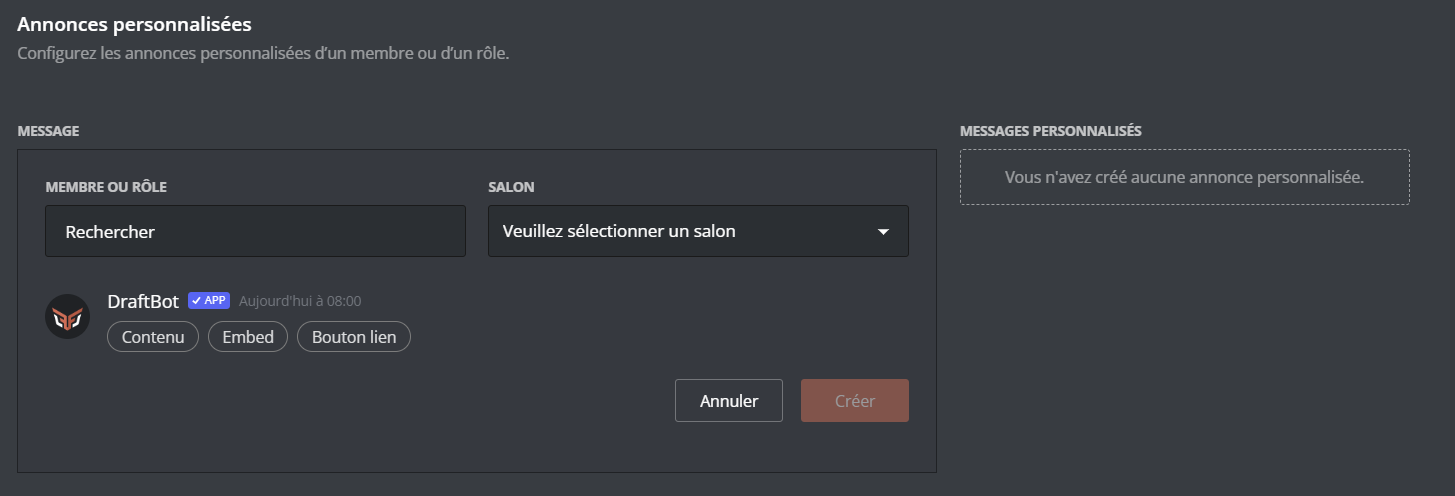 Annonces personnalisées
Configurez les annonces personnalisées d’un membre ou d’un rôle.
MESSAGE
MEMBRE OU RÔLE
SALON
Rechercher
Veuillez sélectionner un salon
DraftBot APP Aujourd'hui à 08:00
Contenu Embed Bouton lien
Annuler Créer
MESSAGES PERSONNALISÉS
Vous n'avez créé aucune annonce personnalisée.